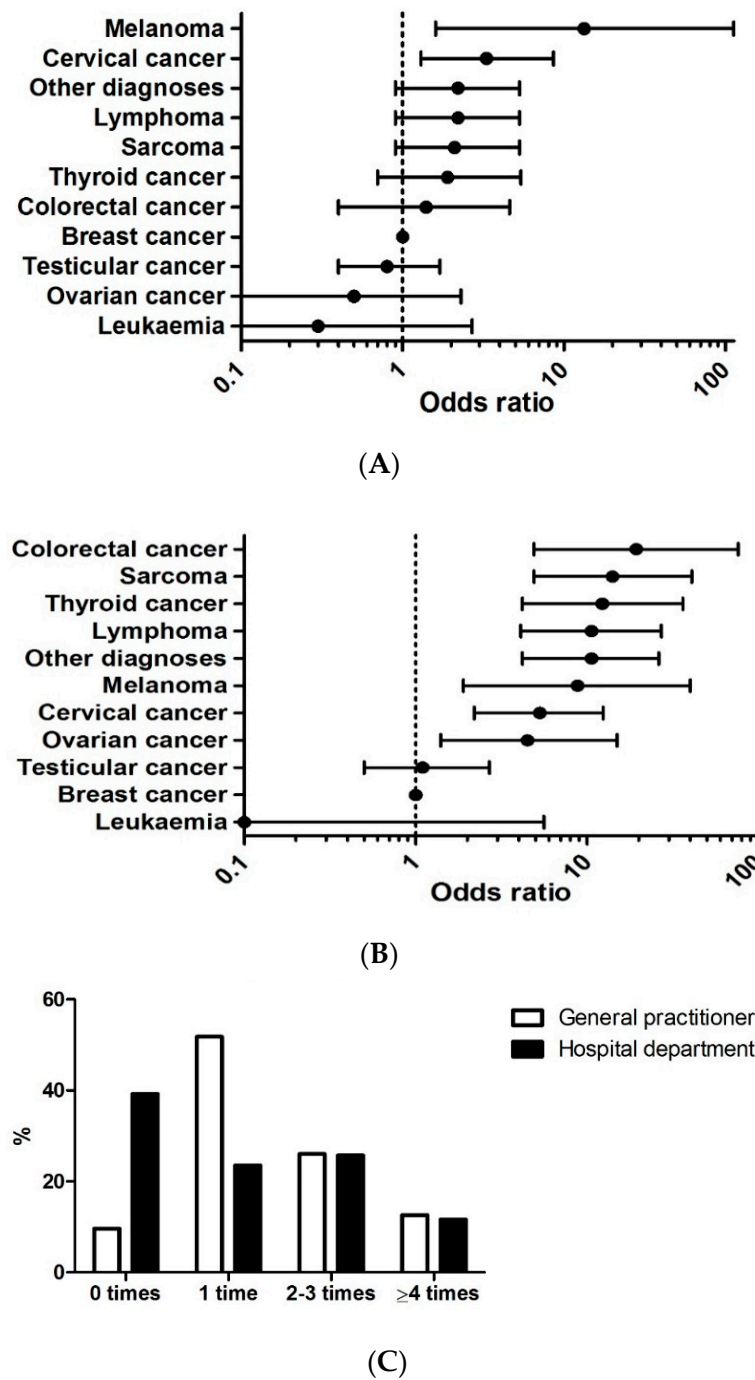 Melanoma
Cervical cancer
Other diagnoses
Lymphoma
Sarcoma
Thyroid cancer
Colorectal cancer
Breast cancer
Testicular cancer
Ovarian cancer
Leukaemia
0.1 1 10 100
Odds ratio
(A)
Colorectal cancer
Sarcoma
Thyroid cancer
Lymphoma
Other diagnoses
Melanoma
Cervical cancer
Ovarian cancer
Testicular cancer
Breast cancer
Leukaemia
0.1 1 10 100
Odds ratio
(B)
60
40
20
0
%
General practitioner
Hospital department
0 times 1 time 2-3 times ≥4 times
(C)